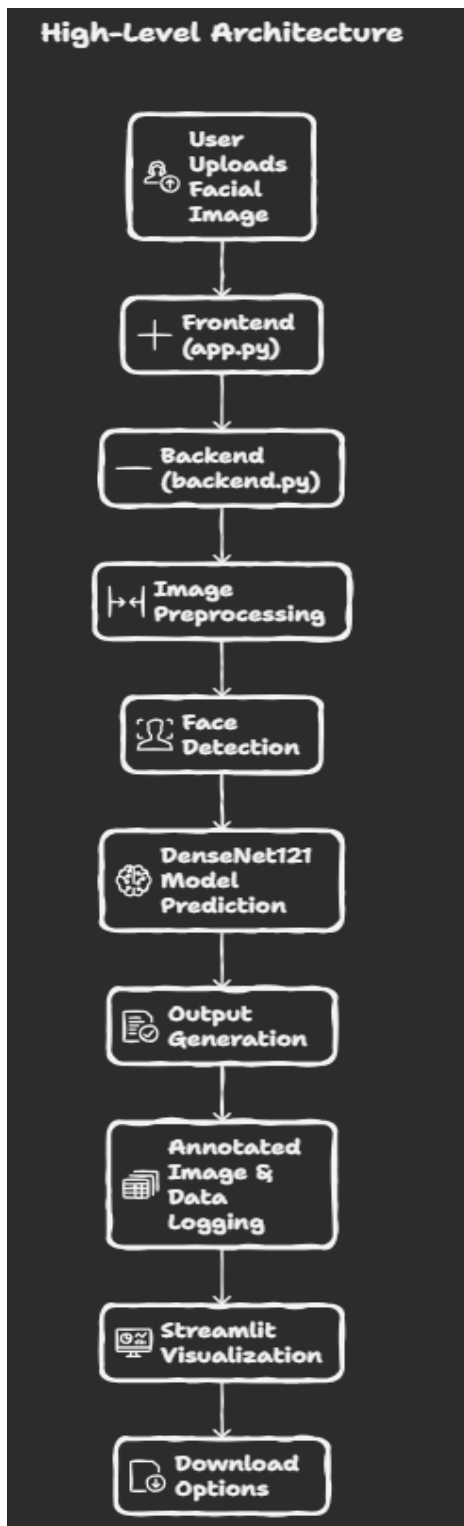 High-Level Architecture
User
Uploads
Facial
Image
Frontend
(app.py)
Backend
(backend.py)
Image
Preprocessing
Face
Detection
DenseNet121
Model
Prediction
Output
Generation
Annotated
Image &
Data
Logging
Streamlit
Visualization
Download
Options